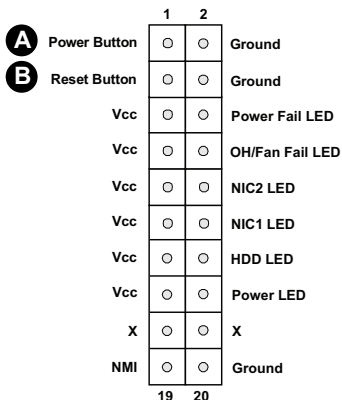 1 2
A Power Button Ground
B Reset Button Ground
Vcc Power Fail LED
Vcc OH/Fan Fail LED
Vcc NIC2 LED
Vcc NIC1 LED
Vcc HDD LED
Vcc Power LED
X X
NMI Ground
19 20